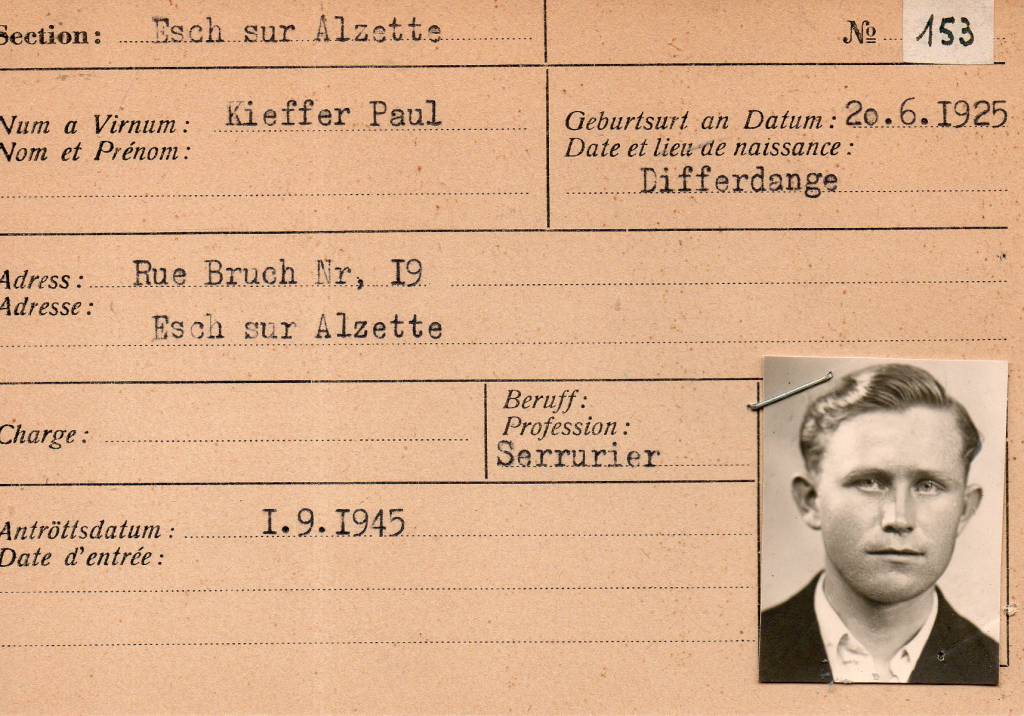 Section: Esch sur Alzette
№ 153
Num a Virnum: Kieffer Paul
Nom et Prénom:
Geburtsurt an Datum: 2o.6.I925
Date et lieu de naissance:
Differdange
Adress: Rue Bruch Nr, I9
Adresse:
Esch sur Alzette
Charge:
Beruff:
Profession:
Serrurier
Antröttsdatum: I.9.I945
Date d'entrée: